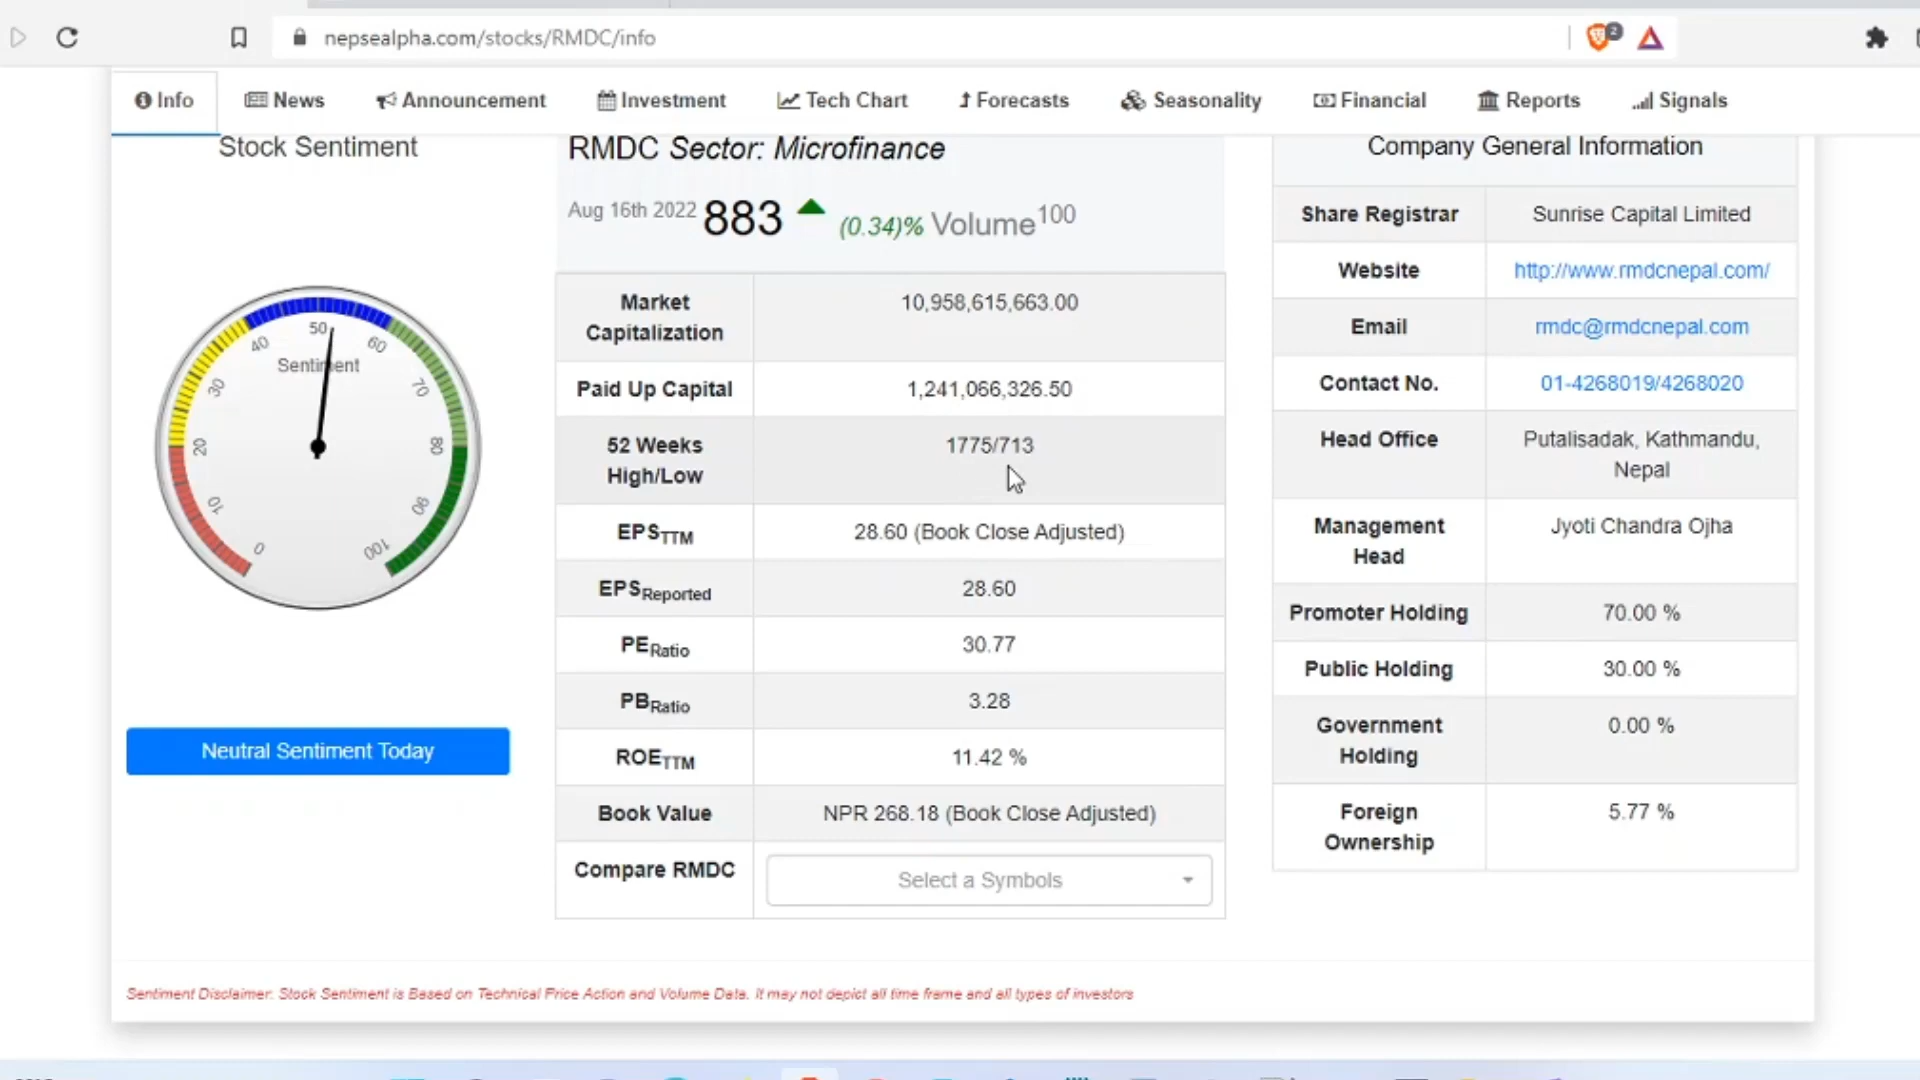 nepsealpha.com/stocks/RMDC/info
2
Info
News
Announcement
Investment
Tech Chart
Forecasts
Seasonality
Financial
Reports
Signals
Stock Sentiment
0
10
20
30
40
50
60
70
80
90
100
Sentiment
Neutral Sentiment Today
RMDC Sector: Microfinance
Aug 16th 2022 883 (0.34)% Volume 100
Market Capitalization 10,958,615,663.00
Paid Up Capital 1,241,066,326.50
52 Weeks High/Low 1775/713
EPS TTM 28.60 (Book Close Adjusted)
EPS Reported 28.60
PE Ratio 30.77
PB Ratio 3.28
ROE TTM 11.42 %
Book Value NPR 268.18 (Book Close Adjusted)
Compare RMDC Select a Symbols
Company General Information
Share Registrar Sunrise Capital Limited
Website http://www.rmdcnepal.com/
Email rmdc@rmdcnepal.com
Contact No. 01-4268019/4268020
Head Office Putalisadak, Kathmandu, Nepal
Management Head Jyoti Chandra Ojha
Promoter Holding 70.00 %
Public Holding 30.00 %
Government Holding 0.00 %
Foreign Ownership 5.77 %
Sentiment Disclaimer: Stock Sentiment is Based on Technical Price Action and Volume Data. It may not depict all time frame and all types of investors